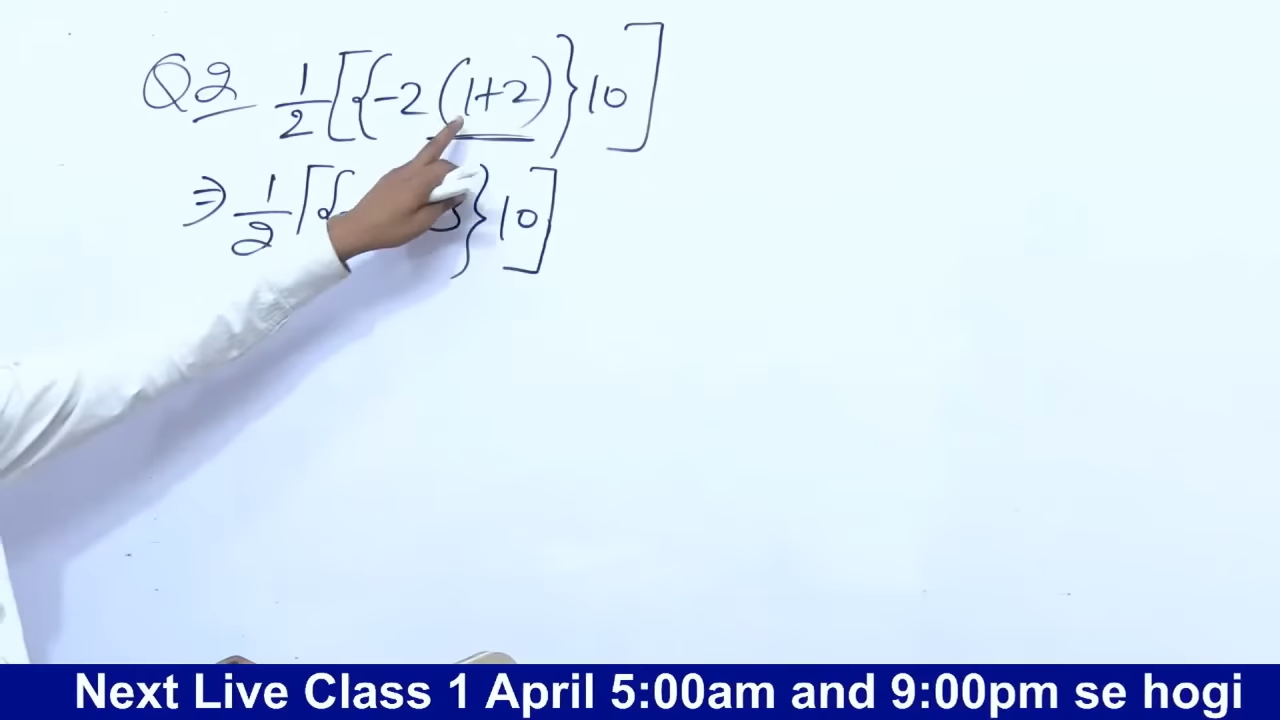 Q2 1/2[{-2(1+2)}10]
⇒ 1/2[{ 3}10]
Next Live Class 1 April 5:00am and 9:00pm se hogi